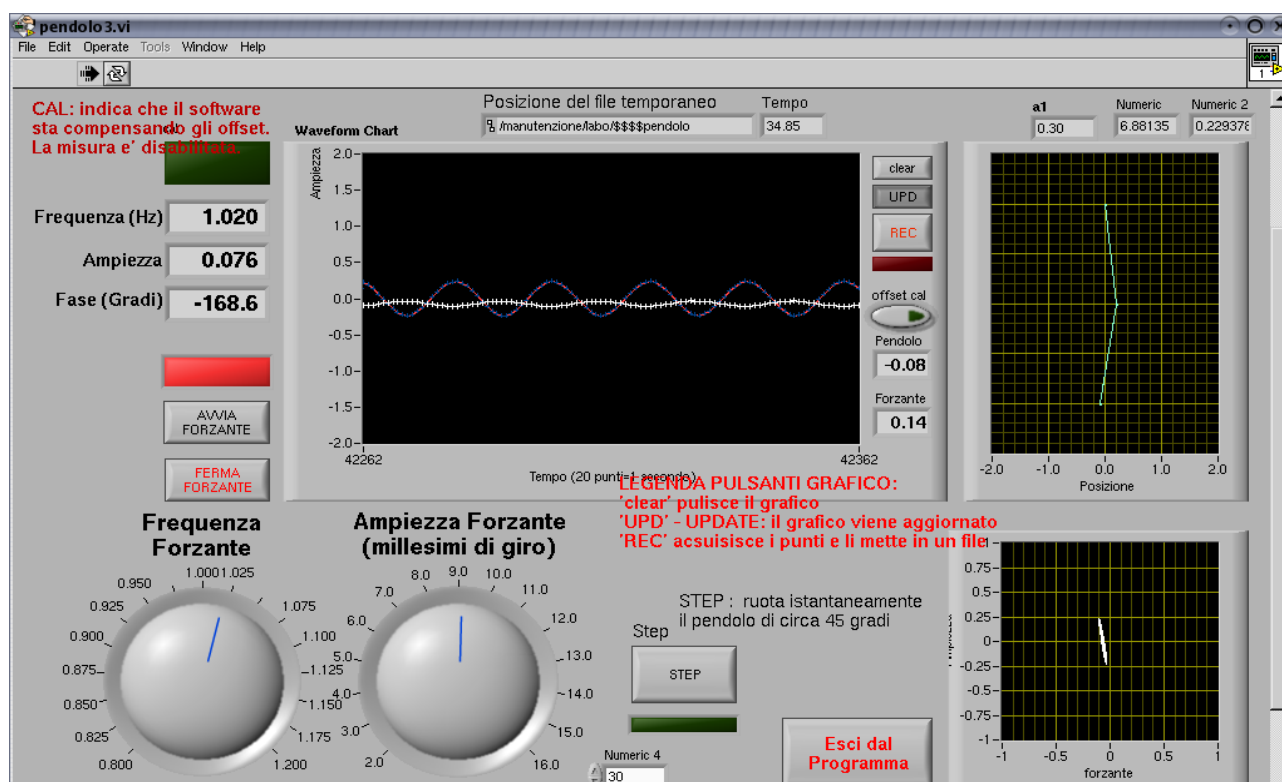 pendolo3.vi
File Edit Operate Tools Window Help
1
CAL: indica che il software
sta compensando gli offset.
La misura e' disabilitata.
Posizione del file temporaneo
/manutenzione/labo/$$$$pendolo
Tempo
34.85
a1
0.30
Numeric
6.88135
Numeric 2
0.229378
Waveform Chart
Ampiezza
2.0
1.5
1.0
0.5
0.0
-0.5
-1.0
-1.5
-2.0
42262
42362
Tempo (20 punti=1 secondo)
clear
UPD
REC
offset cal
Pendolo
-0.08
Forzante
0.14
Frequenza (Hz) 1.020
Ampiezza 0.076
Fase (Gradi) -168.6
AVVIA
FORZANTE
FERMA
FORZANTE
-2.0 -1.0 0.0 1.0 2.0
Posizione
LEGENDA PULSANTI GRAFICO:
'clear' pulisce il grafico
'UPD' - UPDATE: il grafico viene aggiornato
'REC' acsuisisce i punti e li mette in un file
Frequenza
Forzante
0.800
0.825
0.850
0.875
0.900
0.925
0.950
1.000
1.025
1.075
1.100
1.125
1.150
1.175
1.200
Ampiezza Forzante
(millesimi di giro)
2.0
3.0
4.0
5.0
6.0
7.0
8.0
9.0
10.0
11.0
12.0
13.0
14.0
15.0
16.0
STEP : ruota istantaneamente
il pendolo di circa 45 gradi
Step
STEP
Numeric 4
30
Esci dal
Programma
1
0.75
0.5
0.25
0
-0.25
-0.5
-0.75
-1
-1 -0.5 0 0.5 1
forzante